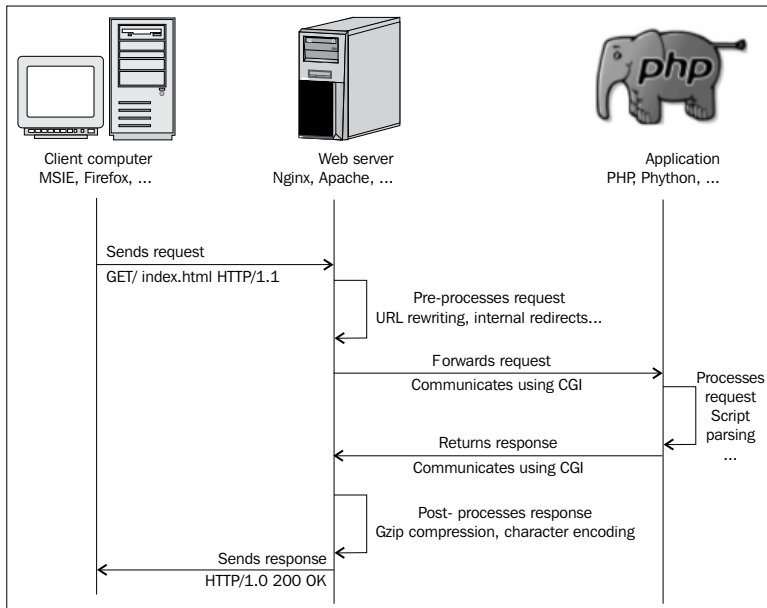 php
Client computer
MSIE, Firefox, ...
Web server
Nginx, Apache, ...
Application
PHP, Phython, ...
Sends request
GET/ index.html HTTP/1.1
Pre-processes request
URL rewriting, internal redirects...
Forwards request
Communicates using CGI
Processes
request
Script
parsing
...
Returns response
Communicates using CGI
Post- processes response
Gzip compression, character encoding
Sends response
HTTP/1.0 200 OK